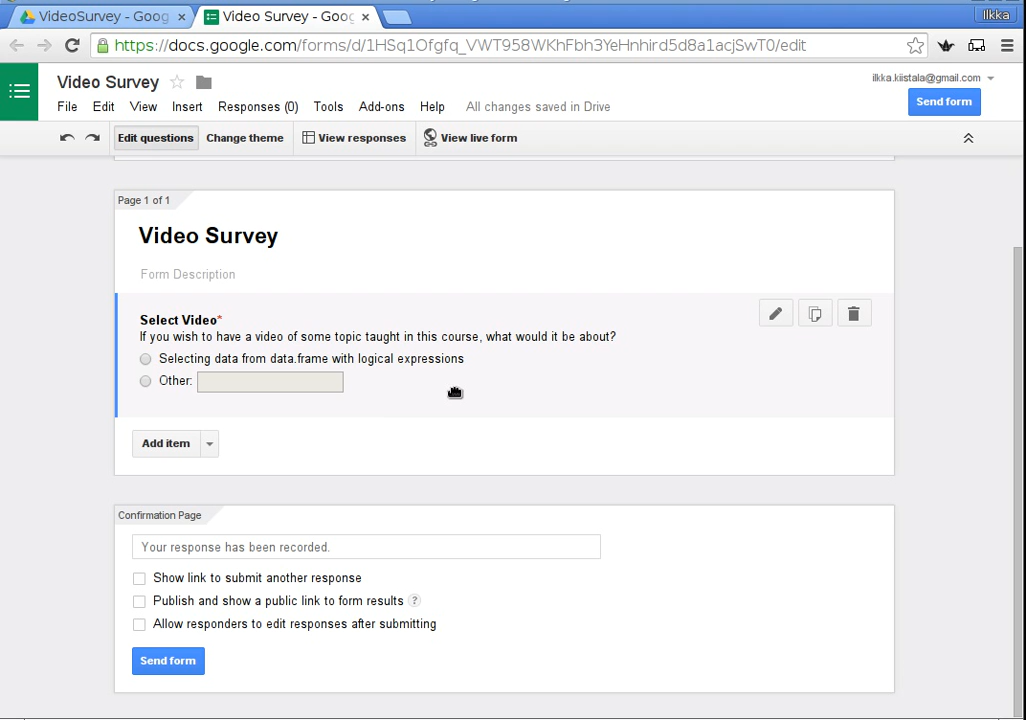 VideoSurvey - Goog
Video Survey - Goog
Ilkka
https://docs.google.com/forms/d/1HSq1Ofgfq_VWT958WKhFbh3YeHnhird5d8a1acjSwT0/edit
Video Survey
ilkka.kiistala@gmail.com
File Edit View Insert Responses (0) Tools Add-ons Help All changes saved in Drive
Send form
Edit questions Change theme View responses View live form
Page 1 of 1
Video Survey
Form Description
Select Video*
If you wish to have a video of some topic taught in this course, what would it be about?
Selecting data from data.frame with logical expressions
Other:
Add item
Confirmation Page
Your response has been recorded.
Show link to submit another response
Publish and show a public link to form results ?
Allow responders to edit responses after submitting
Send form